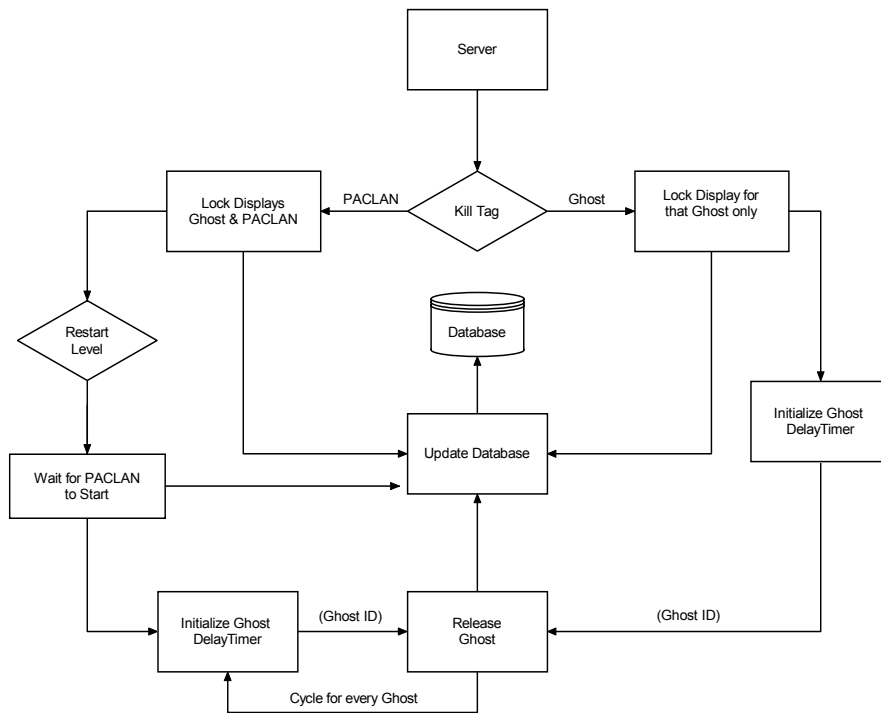 Server
PACLAN
Kill Tag
Ghost
Lock Displays
Ghost & PACLAN
Lock Display for
that Ghost only
Restart
Level
Database
Initialize Ghost
DelayTimer
Update Database
Wait for PACLAN
to Start
Initialize Ghost
DelayTimer
(Ghost ID)
Release
Ghost
(Ghost ID)
Cycle for every Ghost